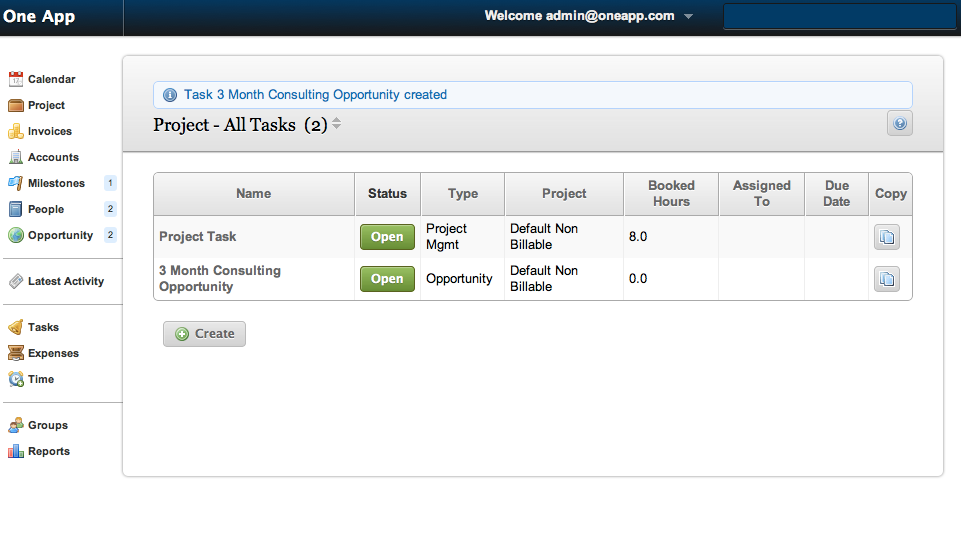 One App
Welcome admin@oneapp.com
Calendar
Project
Invoices
Accounts
Milestones 1
People 2
Opportunity 2
Latest Activity
Tasks
Expenses
Time
Groups
Reports
Task 3 Month Consulting Opportunity created
Project - All Tasks (2)
Name Status Type Project Booked Hours Assigned To Due Date Copy
Project Task Open Project Mgmt Default Non Billable 8.0
3 Month Consulting Opportunity Open Opportunity Default Non Billable 0.0
Create